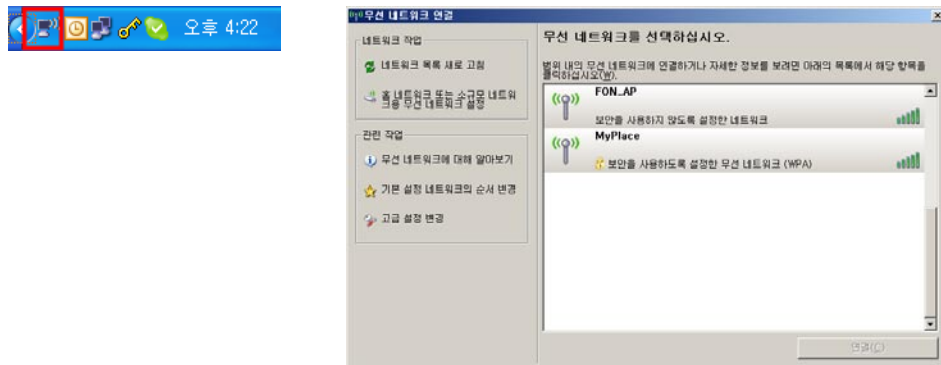 오후 4:22
무선 네트워크 연결
네트워크 작업
네트워크 목록 새로 고침
홈 네트워크 또는 소규모 네트워
크용 무선 네트워크 설정
관련 작업
무선 네트워크에 대해 알아보기
기본 설정 네트워크의 순서 변경
고급 설정 변경
무선 네트워크를 선택하십시오.
범위 내의 무선 네트워크에 연결하거나 자세한 정보를 보려면 아래의 목록에서 해당 항목을
클릭하십시오(W).
FON_AP
보안을 사용하지 않도록 설정한 네트워크
MyPlace
보안을 사용하도록 설정한 무선 네트워크 (WPA)
연결(C)